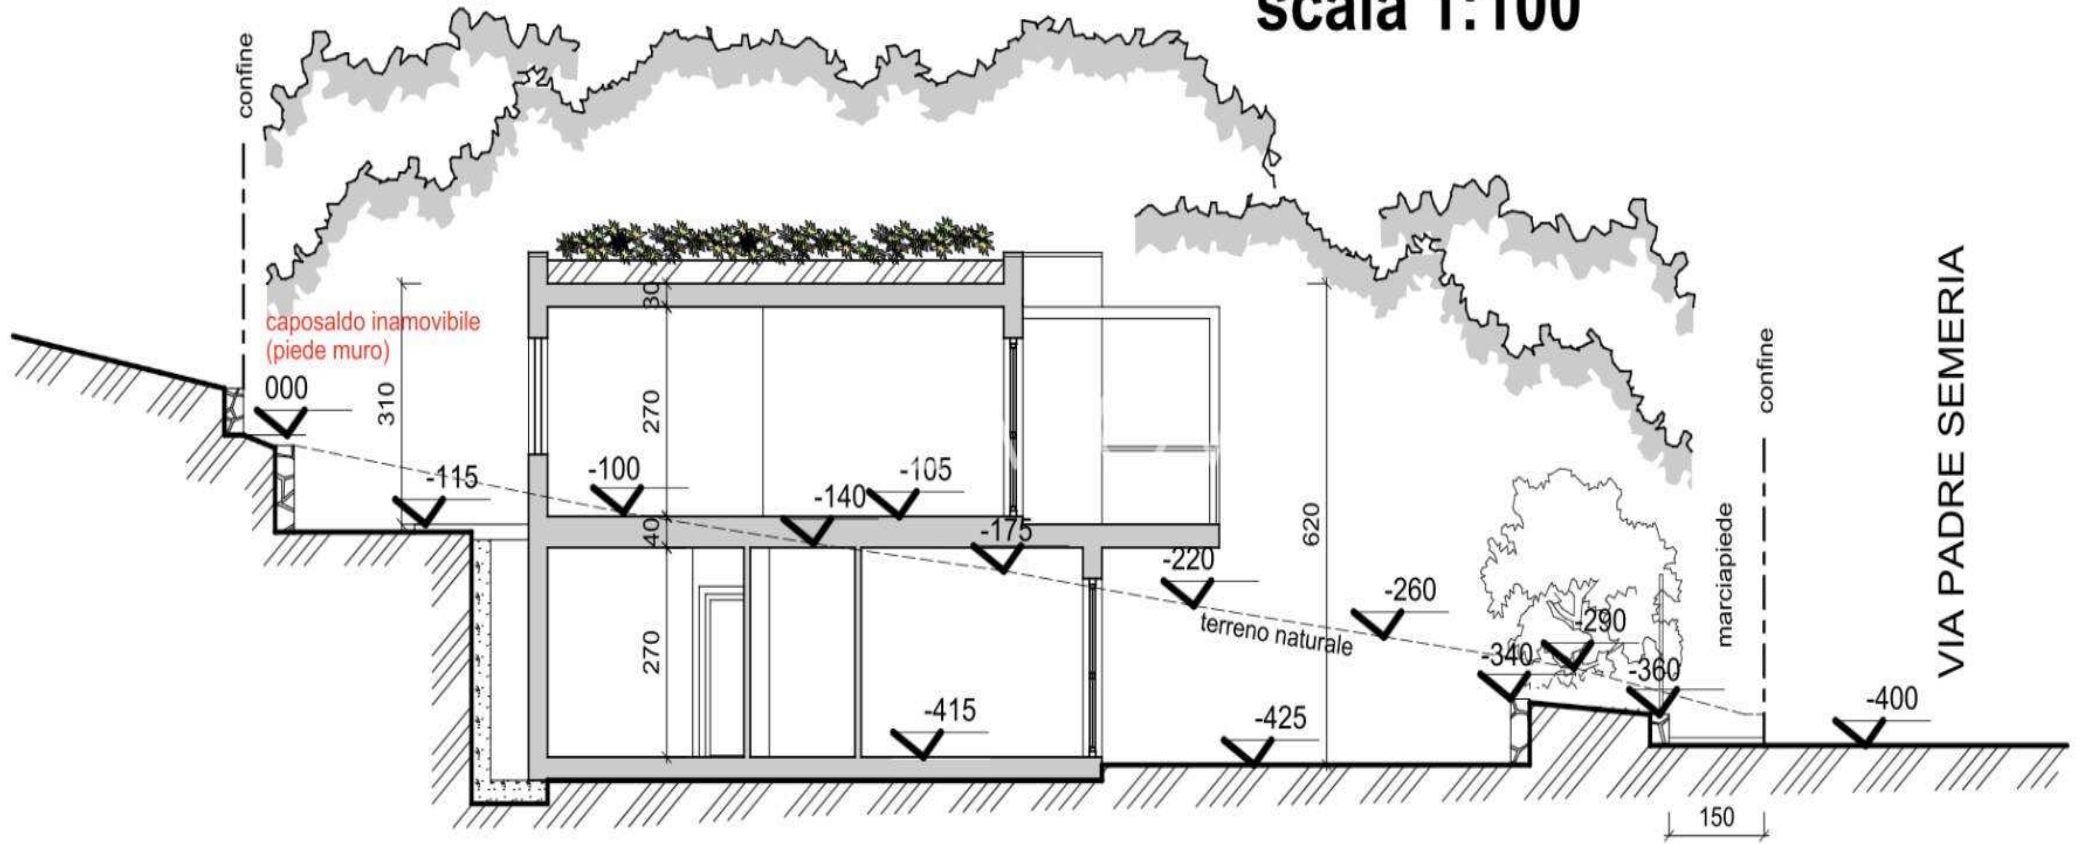 scala 1:100
confine
caposaldo inamovibile
(piede muro)
000
310
-115
30
270
-100
-140
-105
40
-175
270
-415
620
-220
terreno naturale
-260
-290
-340
-360
-425
confine
marciapiede
-400
150
VIA PADRE SEMERIA